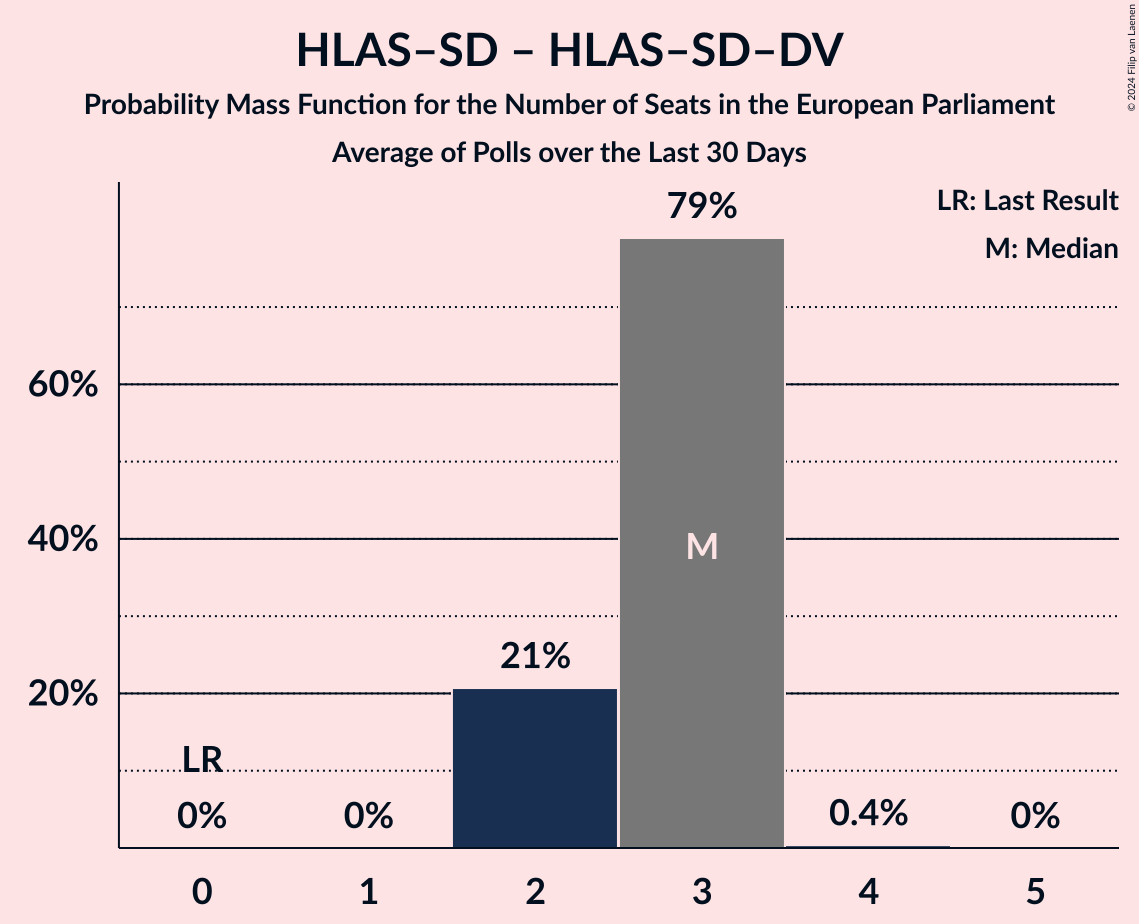 HLAS–SD – HLAS–SD–DV
Probability Mass Function for the Number of Seats in the European Parliament
Average of Polls over the Last 30 Days
© 2024 Filip van Laenen
LR: Last Result
M: Median
79%
60%
40%
M
21%
20%
LR
0%
0%
0.4%
0%
0
1
2
3
4
5